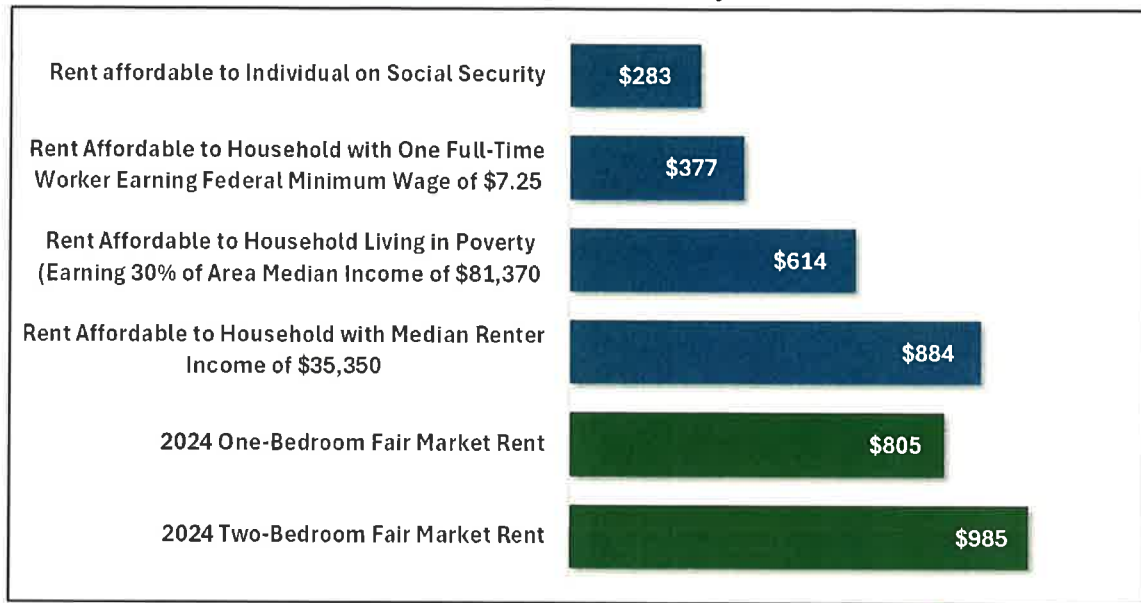 Rent affordable to Individual on Social Security
$283
Rent Affordable to Household with One Full-Time
Worker Earning Federal Minimum Wage of $7.25
$377
Rent Affordable to Household Living in Poverty
(Earning 30% of Area Median Income of $81,370
$614
Rent Affordable to Household with Median Renter
Income of $35,350
$884
2024 One-Bedroom Fair Market Rent
$805
2024 Two-Bedroom Fair Market Rent
$985